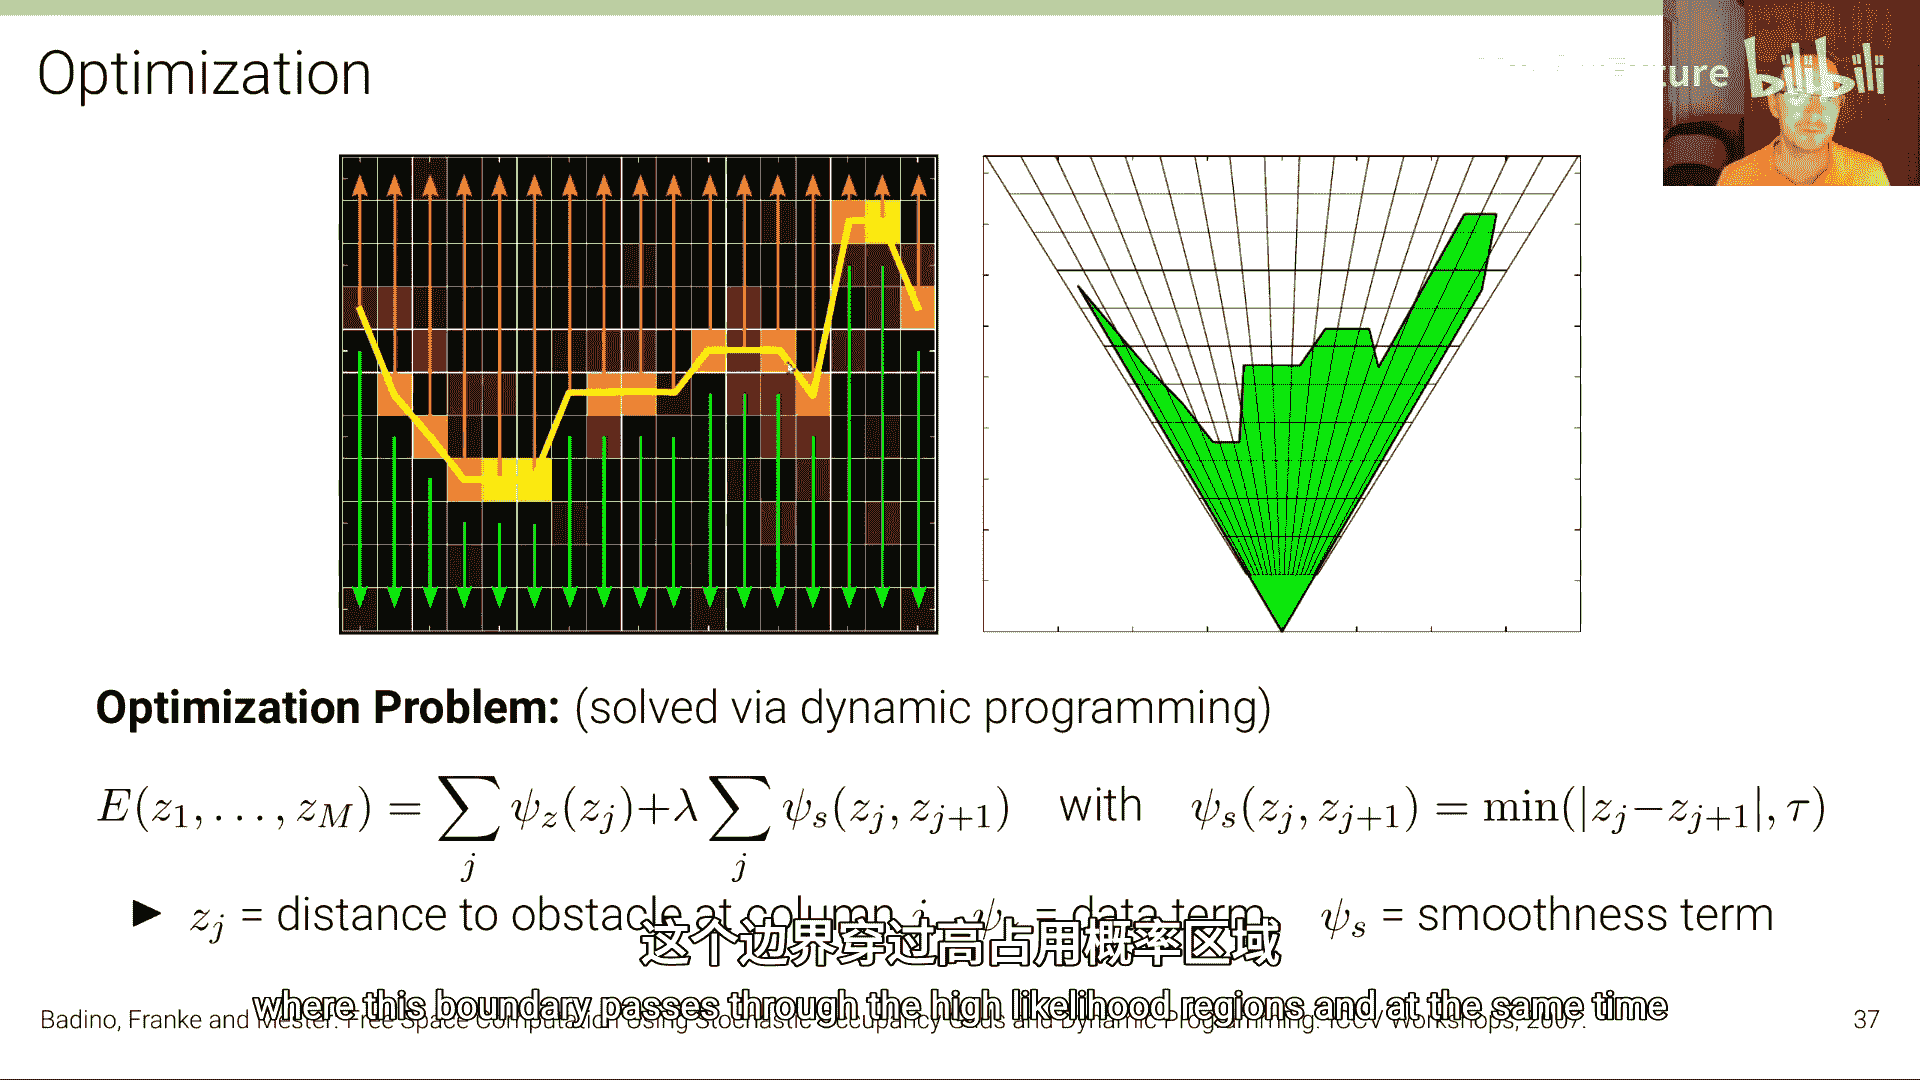 Optimization
ture bilibili
Optimization Problem: (solved via dynamic programming)
E(z_1, . . . , z_M) = ∑_j ψ_z(z_j)+λ ∑_j ψ_s(z_j, z_{j+1}) with ψ_s(z_j, z_{j+1}) = min(|z_j−z_{j+1}|, τ)
► z_j = distance to obstacle at column j ψ = data term ψ_s = smoothness term
这个边界穿过高占用概率区域
where this boundary passes through the high likelihood regions and at the same time
Badino, Franke and Mester: Free Space Computation Using Stochastic Occupancy Grids and Dynamic Programming. ICCV Workshops, 2007.
37